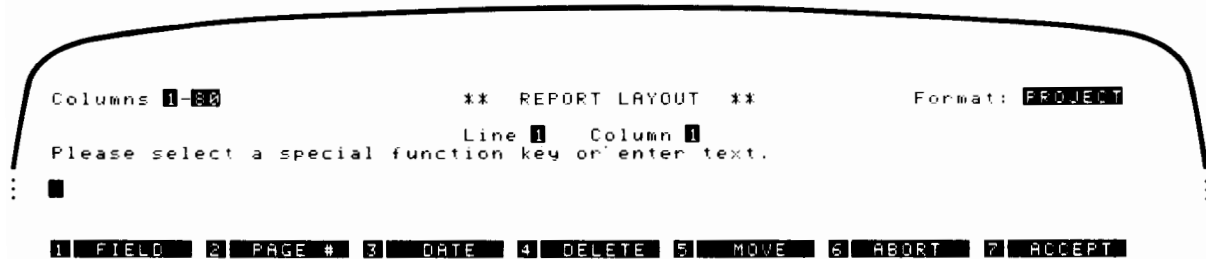 Columns 1-80 ** REPORT LAYOUT ** Format: PROJECT
Line 1 Column 1
Please select a special function key or enter text.
1 FIELD 2 PAGE # 3 DATE 4 DELETE 5 MOVE 6 ABORT 7 ACCEPT